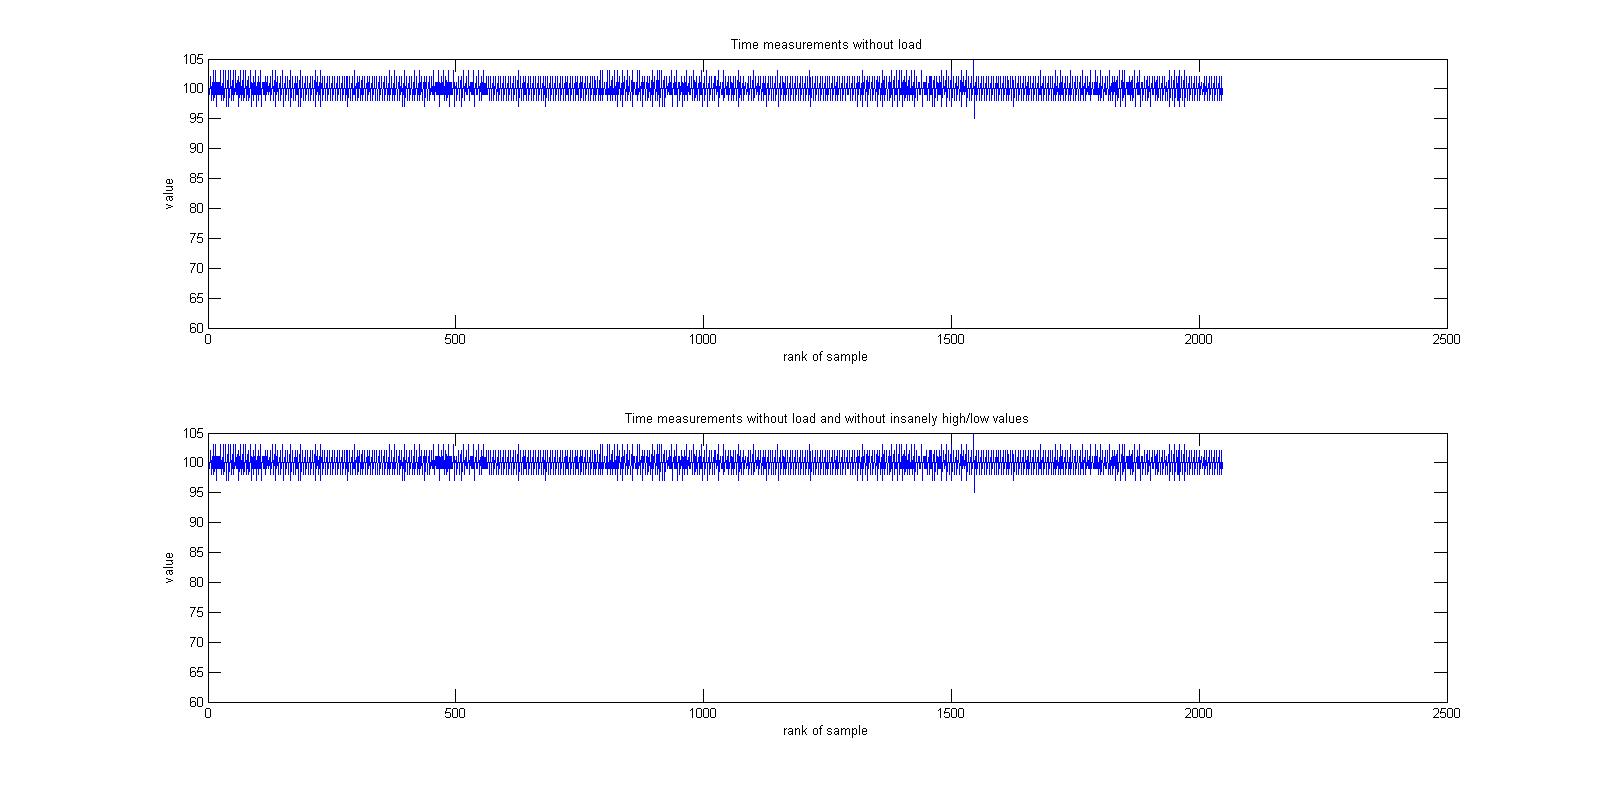 Time measurements without load
105
100
95
90
85
80
75
70
65
60
value
0 500 1000 1500 2000 2500
rank of sample
Time measurements without load and without insanely high/low values
105
100
95
90
85
80
75
70
65
60
value
0 500 1000 1500 2000 2500
rank of sample